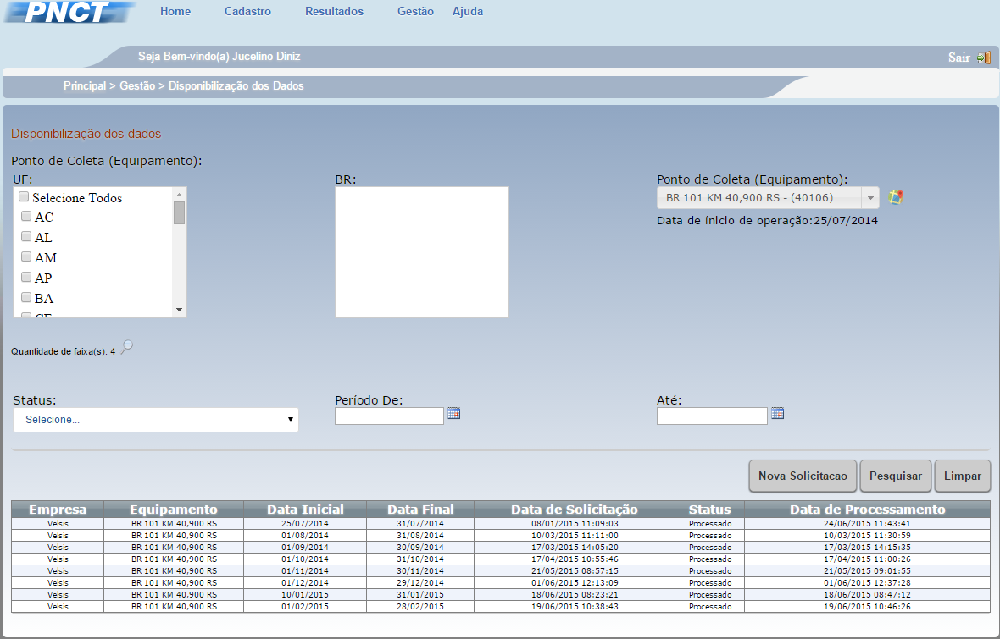 PNCT
Home Cadastro Resultados Gestão Ajuda
Seja Bem-vindo(a) Jucelino Diniz
Sair
Principal > Gestão > Disponibilização dos Dados
Disponibilização dos dados
Ponto de Coleta (Equipamento):
UF: BR: Ponto de Coleta (Equipamento):
Selecione Todos
BR 101 KM 40,900 RS - (40106)
AC
Data de ínicio de operação:25/07/2014
AL
AM
AP
BA
CE
Quantidade de faixa(s): 4
Status: Período De: Até:
Selecione...
Nova Solicitacao Pesquisar Limpar
Empresa Equipamento Data Inicial Data Final Data de Solicitação Status Data de Processamento
Velsis BR 101 KM 40,900 RS 25/07/2014 31/07/2014 08/01/2015 11:09:03 Processado 24/06/2015 11:43:41
Velsis BR 101 KM 40,900 RS 01/08/2014 31/08/2014 10/03/2015 11:11:00 Processado 10/03/2015 11:30:59
Velsis BR 101 KM 40,900 RS 01/09/2014 30/09/2014 17/03/2015 14:05:20 Processado 17/03/2015 14:15:35
Velsis BR 101 KM 40,900 RS 01/10/2014 31/10/2014 17/04/2015 10:55:46 Processado 17/04/2015 11:00:26
Velsis BR 101 KM 40,900 RS 01/11/2014 30/11/2014 21/05/2015 08:57:15 Processado 21/05/2015 09:01:55
Velsis BR 101 KM 40,900 RS 01/12/2014 29/12/2014 01/06/2015 12:13:09 Processado 01/06/2015 12:37:28
Velsis BR 101 KM 40,900 RS 10/01/2015 31/01/2015 18/06/2015 08:23:21 Processado 18/06/2015 08:47:12
Velsis BR 101 KM 40,900 RS 01/02/2015 28/02/2015 19/06/2015 10:38:43 Processado 19/06/2015 10:46:26